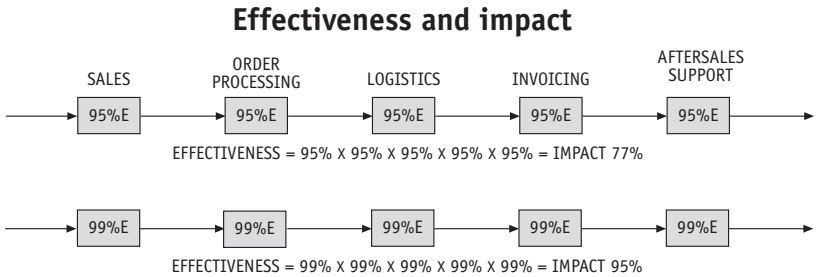 Effectiveness and impact
SALES
ORDER
PROCESSING
LOGISTICS
INVOICING
AFTERSALES
SUPPORT
95%E
95%E
95%E
95%E
95%E
EFFECTIVENESS = 95% X 95% X 95% X 95% X 95% = IMPACT 77%
99%E
99%E
99%E
99%E
99%E
EFFECTIVENESS = 99% X 99% X 99% X 99% X 99% = IMPACT 95%